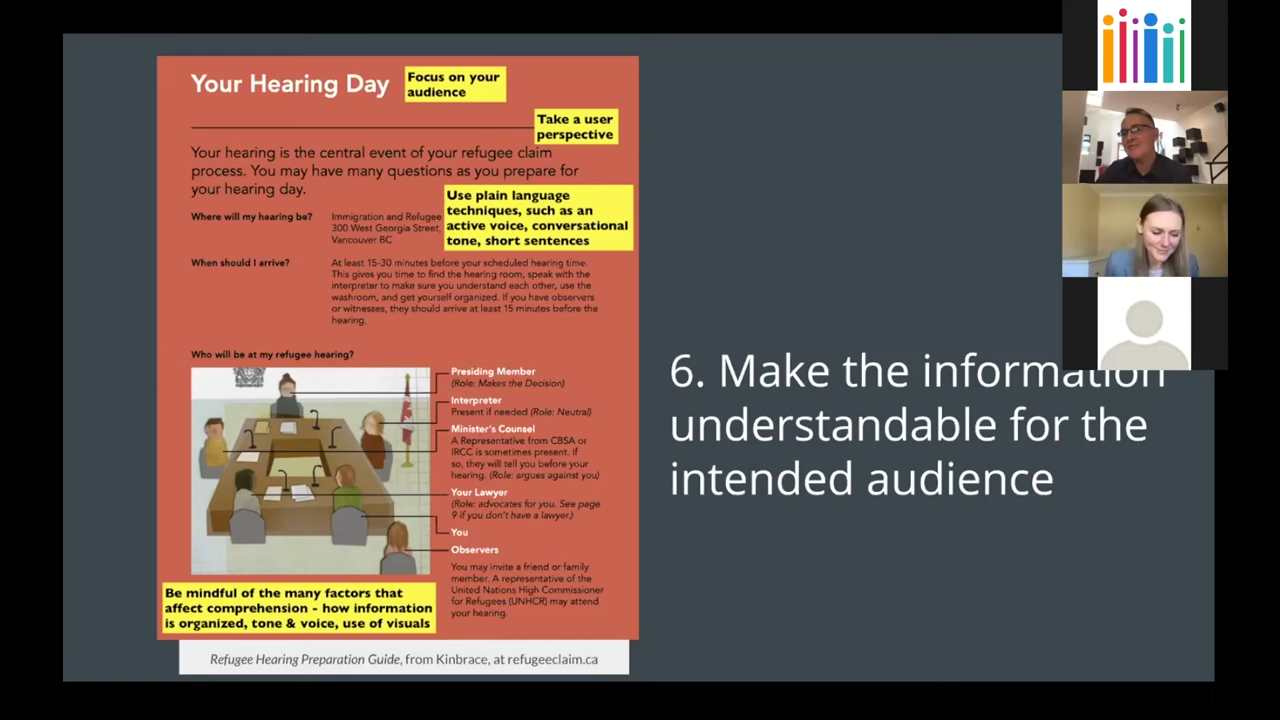 Your Hearing Day
Focus on your
audience
Take a user
perspective
Your hearing is the central event of your refugee claim
process. You may have many questions as you prepare for
your hearing day.
Use plain language
techniques, such as an
active voice, conversational
tone, short sentences
Where will my hearing be?
Immigration and Refugee
300 West Georgia Street,
Vancouver BC
When should I arrive?
At least 15-30 minutes before your scheduled hearing time.
This gives you time to find the hearing room, speak with the
interpreter to make sure you understand each other, use the
washroom, and get yourself organized. If you have observers
or witnesses, they should arrive at least 15 minutes before the
hearing.
Who will be at my refugee hearing?
Presiding Member
(Role: Makes the Decision)
Interpreter
Present if needed (Role: Neutral)
Minister's Counsel
A Representative from CBSA or
IRCC is sometimes present. If
so, they will tell you before your
hearing. (Role: argues against you)
Your Lawyer
(Role: advocates for you. See page
9 if you don't have a lawyer.)
You
Observers
You may invite a friend or family
member. A representative of the
United Nations High Commissioner
for Refugees (UNHCR) may attend
your hearing.
Be mindful of the many factors that
affect comprehension - how information
is organized, tone & voice, use of visuals
Refugee Hearing Preparation Guide, from Kinbrace, at refugeeclaim.ca
6. Make the information
understandable for the
intended audience